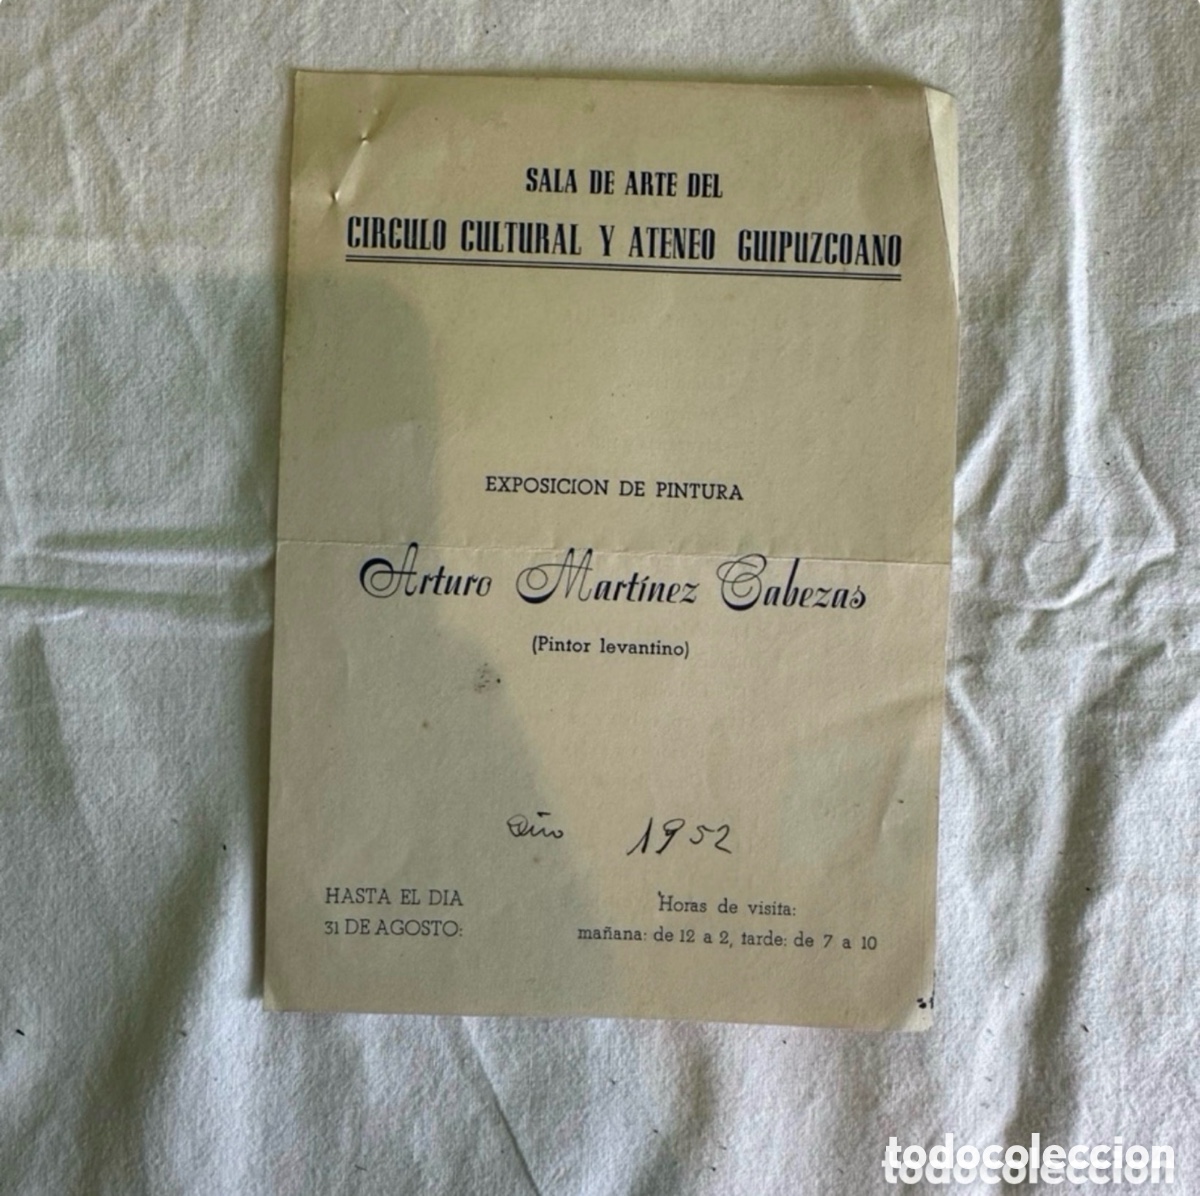 SALA DE ARTE DEL
CIRCULO CULTURAL Y ATENEO GUIPUZCOANO
EXPOSICION DE PINTURA
Arturo Martínez Cabezas
(Pintor levantino)
Año 1952
HASTA EL DIA
31 DE AGOSTO:
Horas de visita:
mañana: de 12 a 2, tarde: de 7 a 10
todocoleccion